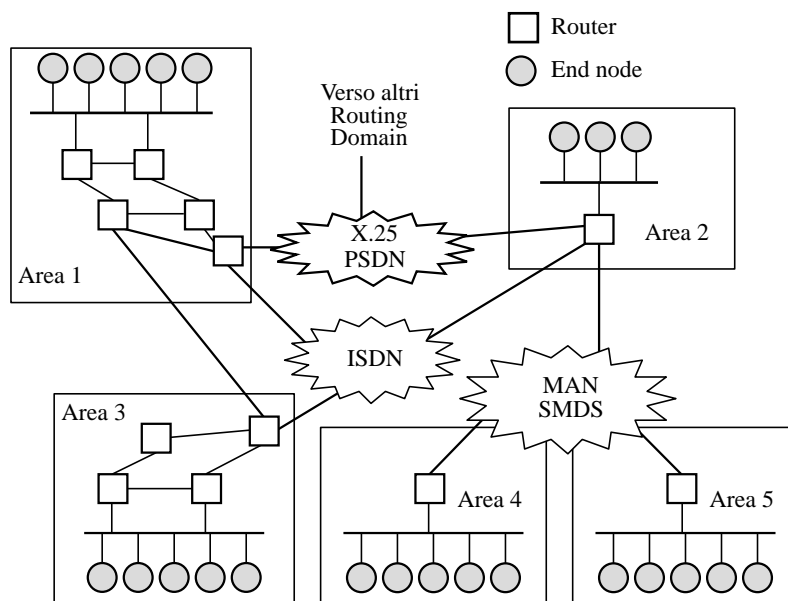 Router
End node
Verso altri
Routing
Domain
Area 1
X.25
PSDN
Area 2
ISDN
MAN
SMDS
Area 3
Area 4
Area 5